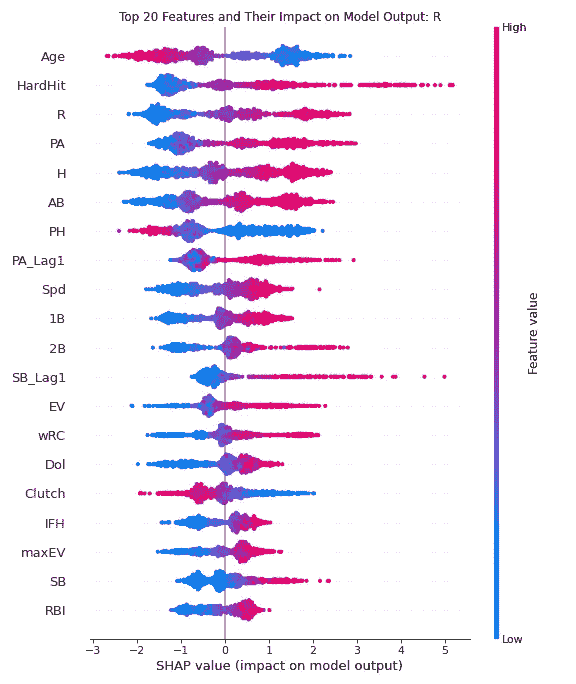 Top 20 Features and Their Impact on Model Output: R
High
Age
HardHit
R
PA
H
AB
PH
PA_Lag1
Spd
1B
2B
SB_Lag1
EV
wRC
Dol
Clutch
IFH
maxEV
SB
RBI
Feature value
Low
−3 −2 −1 0 1 2 3 4 5
SHAP value (impact on model output)